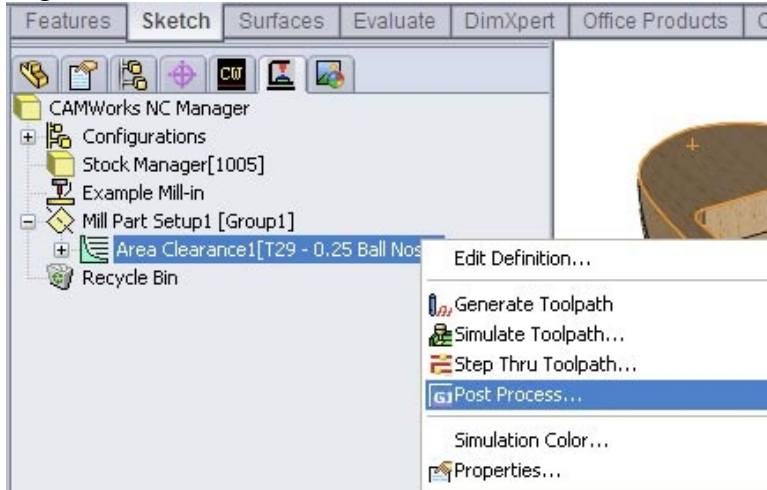 Features Sketch Surfaces Evaluate DimXpert Office Products
CW
CAMWorks NC Manager
Configurations
Stock Manager[1005]
Example Mill-in
Mill Part Setup1 [Group1]
Area Clearance1[T29 - 0.25 Ball Nos
Recycle Bin
Edit Definition...
Generate Toolpath
Simulate Toolpath...
Step Thru Toolpath...
G1 Post Process...
Simulation Color...
Properties...